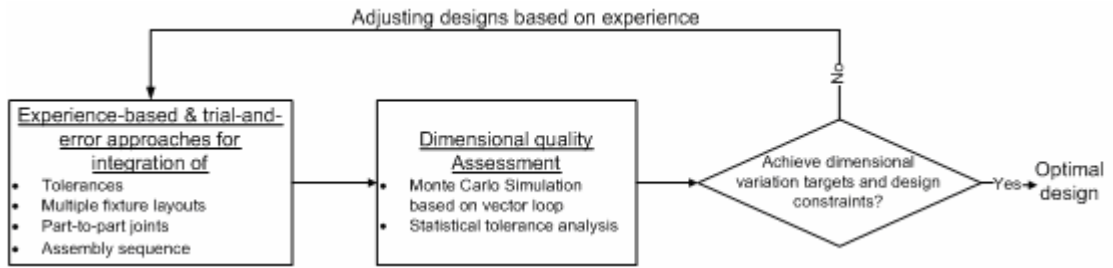 Adjusting designs based on experience
No
Experience-based & trial-and-
error approaches for
integration of
• Tolerances
• Multiple fixture layouts
• Part-to-part joints
• Assembly sequence
Dimensional quality
Assessment
• Monte Carlo Simulation
based on vector loop
• Statistical tolerance analysis
Achieve dimensional
variation targets and design
constraints?
Yes
Optimal
design